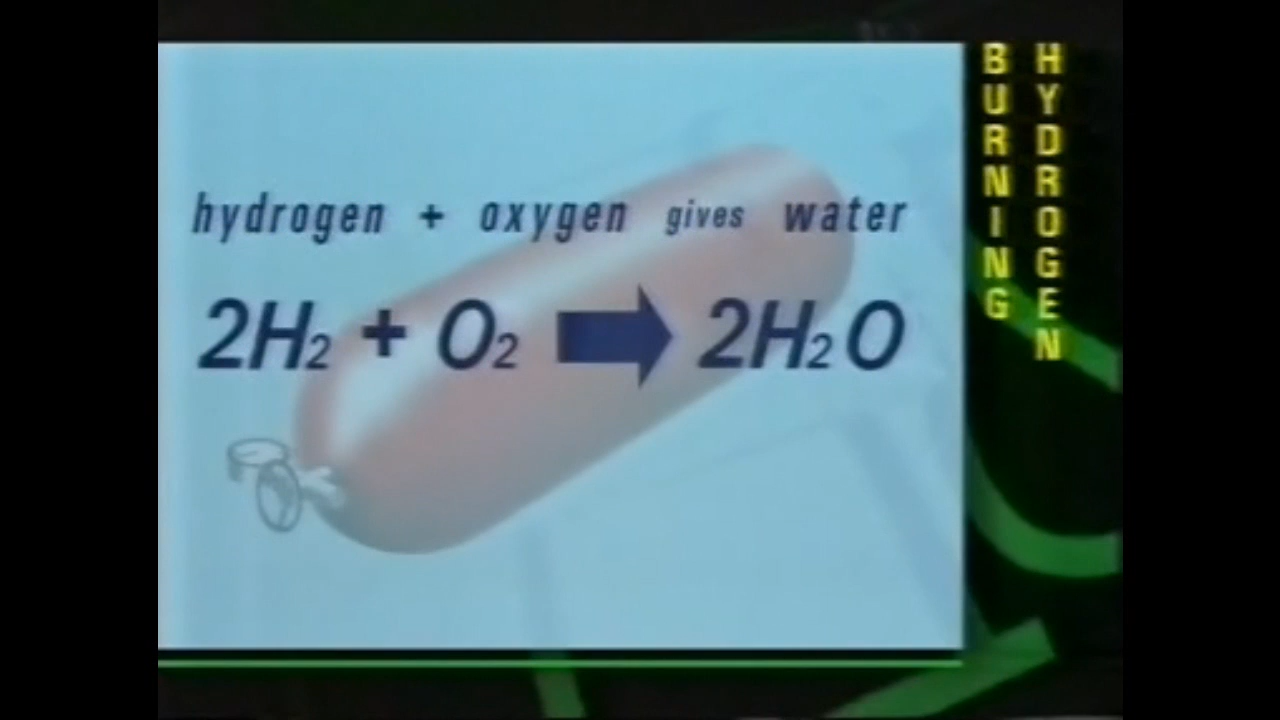 hydrogen + oxygen gives water
2H₂ + O₂ → 2H₂O
BURNING
HYDROGEN